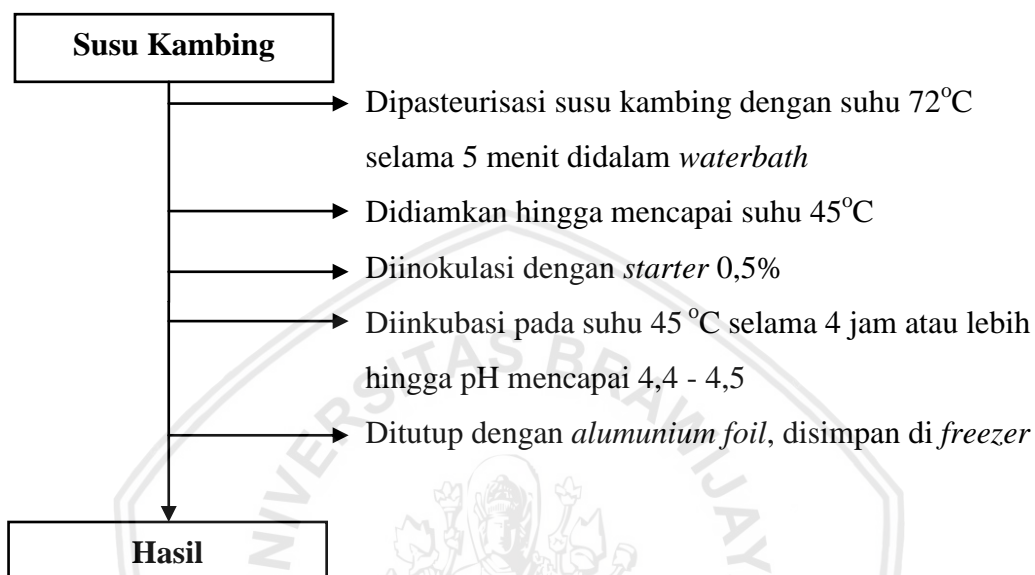 Susu Kambing
Dipasteurisasi susu kambing dengan suhu 72°C
selama 5 menit didalam waterbath
Didiamkan hingga mencapai suhu 45°C
Diinokulasi dengan starter 0,5%
Diinkubasi pada suhu 45 °C selama 4 jam atau lebih
hingga pH mencapai 4,4 - 4,5
Ditutup dengan alumunium foil, disimpan di freezer
Hasil